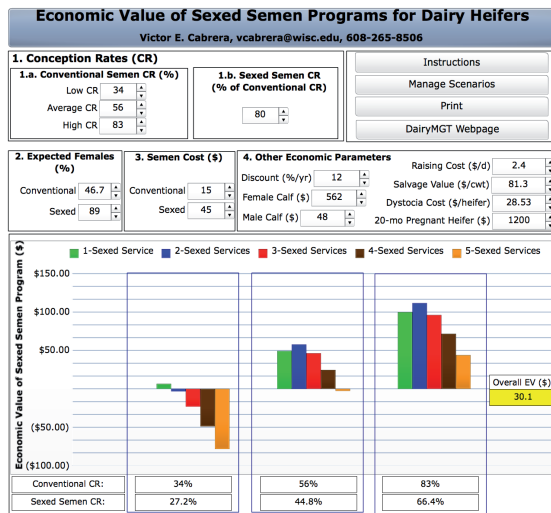 Economic Value of Sexed Semen Programs for Dairy Heifers
Victor E. Cabrera, vcabrera@wisc.edu, 608-265-8506
1. Conception Rates (CR)
1.a. Conventional Semen CR (%)
Low CR 34
Average CR 56
High CR 83
1.b. Sexed Semen CR
(% of Conventional CR)
80
Instructions
Manage Scenarios
Print
DairyMGT Webpage
2. Expected Females
(%)
Conventional 46.7
Sexed 89
3. Semen Cost ($)
Conventional 15
Sexed 45
4. Other Economic Parameters
Discount (%/yr) 12
Female Calf ($) 562
Male Calf ($) 48
Raising Cost ($/d) 2.4
Salvage Value ($/cwt) 81.3
Dystocia Cost ($/heifer) 28.53
20-mo Pregnant Heifer ($) 1200
Economic Value of Sexed Semen Program ($)
1-Sexed Service 2-Sexed Services 3-Sexed Services 4-Sexed Services 5-Sexed Services
$150.00
$100.00
$50.00
($50.00)
($100.00)
Overall EV ($)
30.1
Conventional CR: 34% 56% 83%
Sexed Semen CR: 27.2% 44.8% 66.4%